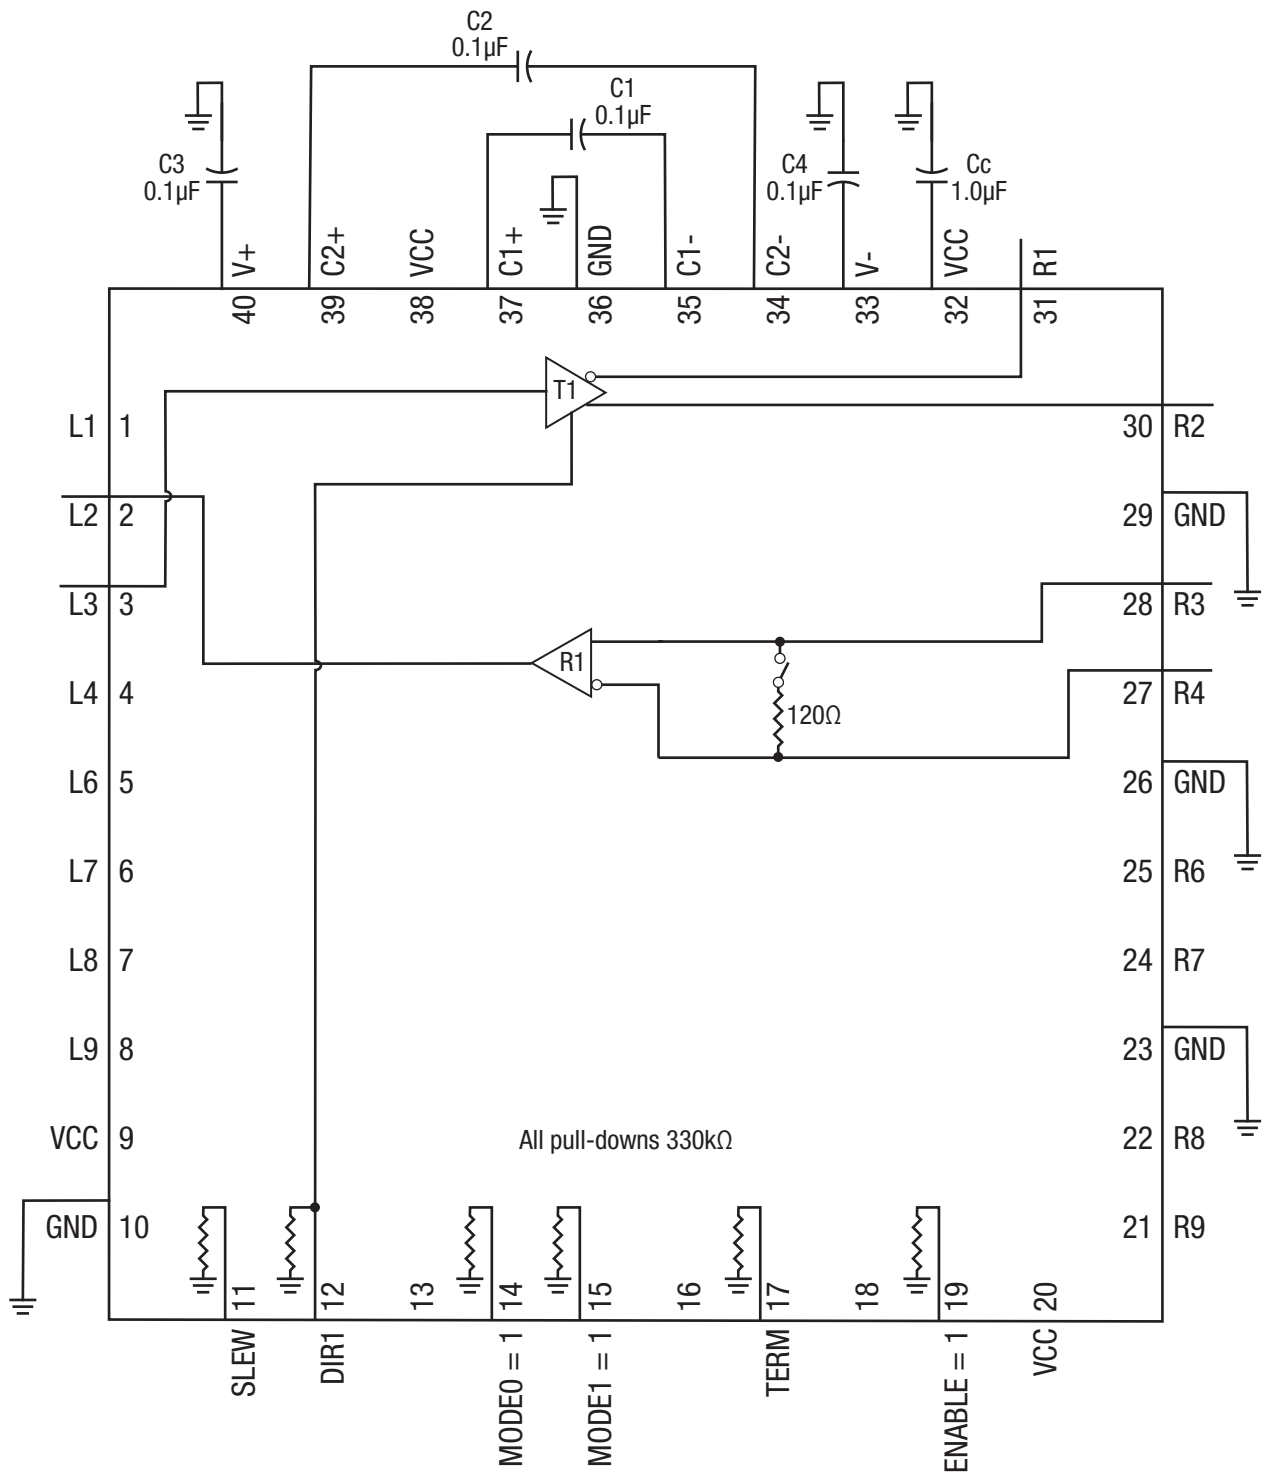 C2
0.1µF
C1
0.1µF
C3
0.1µF
C4
0.1µF
Cc
1.0µF
V+
C2+
VCC
C1+
GND
C1-
C2-
V-
VCC
R1
40
39
38
37
36
35
34
33
32
31
T1
L1 1
30 R2
L2 2
29 GND
L3 3
28 R3
R1
L4 4
27 R4
120Ω
L6 5
26 GND
L7 6
25 R6
L8 7
24 R7
L9 8
23 GND
VCC 9
All pull-downs 330kΩ
22 R8
GND 10
21 R9
11
12
13
14
15
16
17
18
19
20
SLEW
DIR1
MODE0 = 1
MODE1 = 1
TERM
ENABLE = 1
VCC